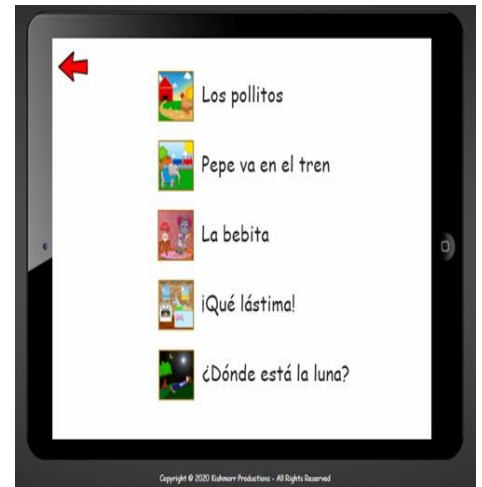 Los pollitos
Pepe va en el tren
La bebita
¡Qué lástima!
¿Dónde está la luna?
Copyright © 2020 Kishmorr Productions - All Rights Reserved